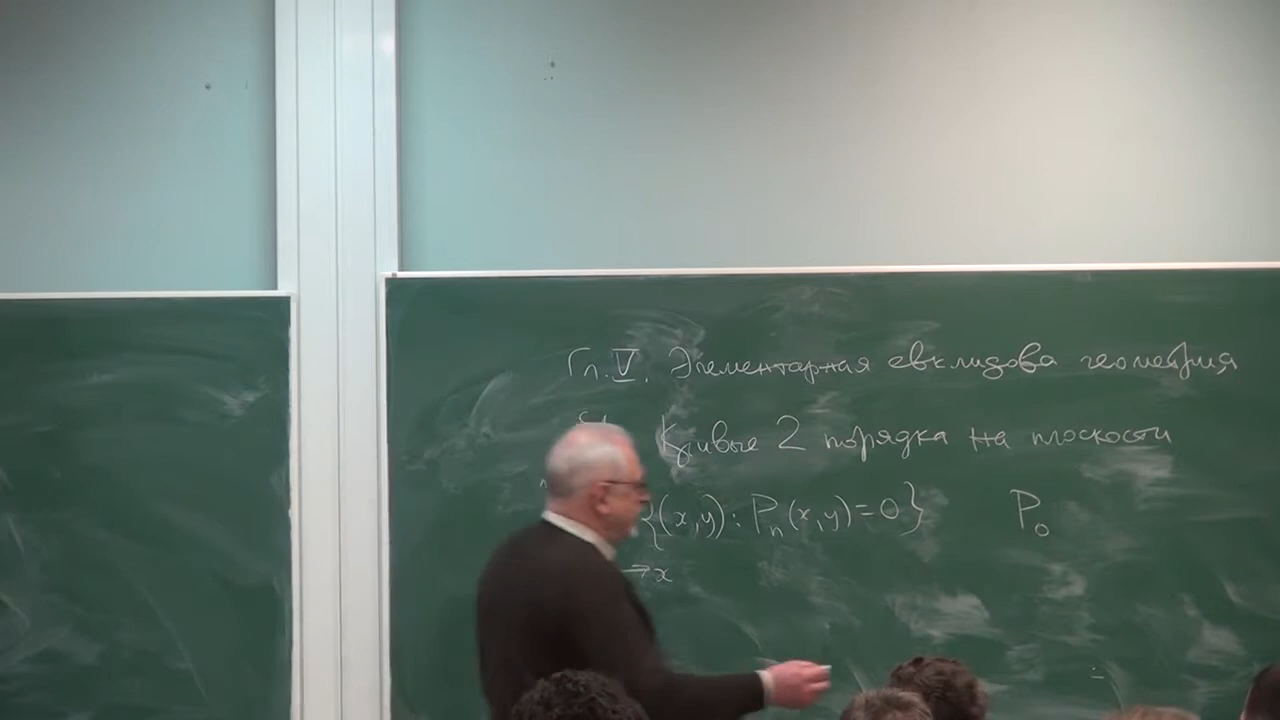 Гл. V. Элементарная евклидова геометрия
Кривые 2 порядка на плоскости
{(x,y) : Pₙ(x,y)=0} P₀
→x